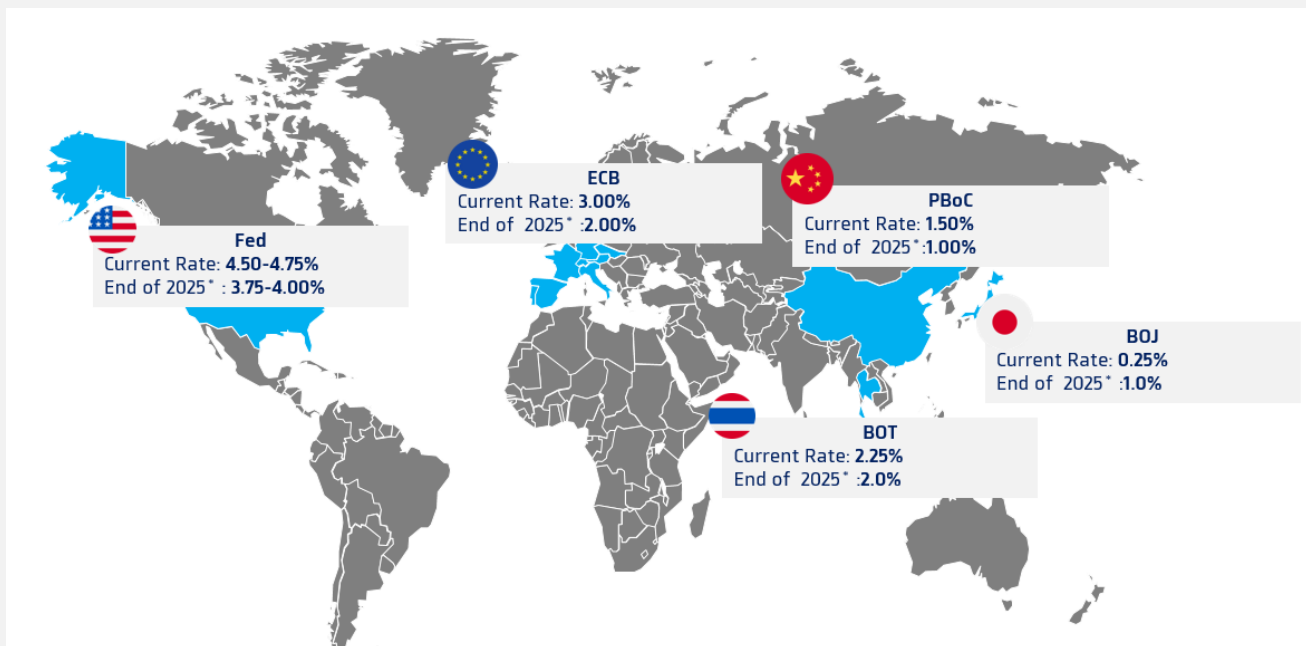 ECB
Current Rate: 3.00%
End of 2025* :2.00%
PBoC
Current Rate: 1.50%
End of 2025*:1.00%
Fed
Current Rate: 4.50-4.75%
End of 2025* : 3.75-4.00%
BOJ
Current Rate: 0.25%
End of 2025* :1.0%
BOT
Current Rate: 2.25%
End of 2025* :2.0%